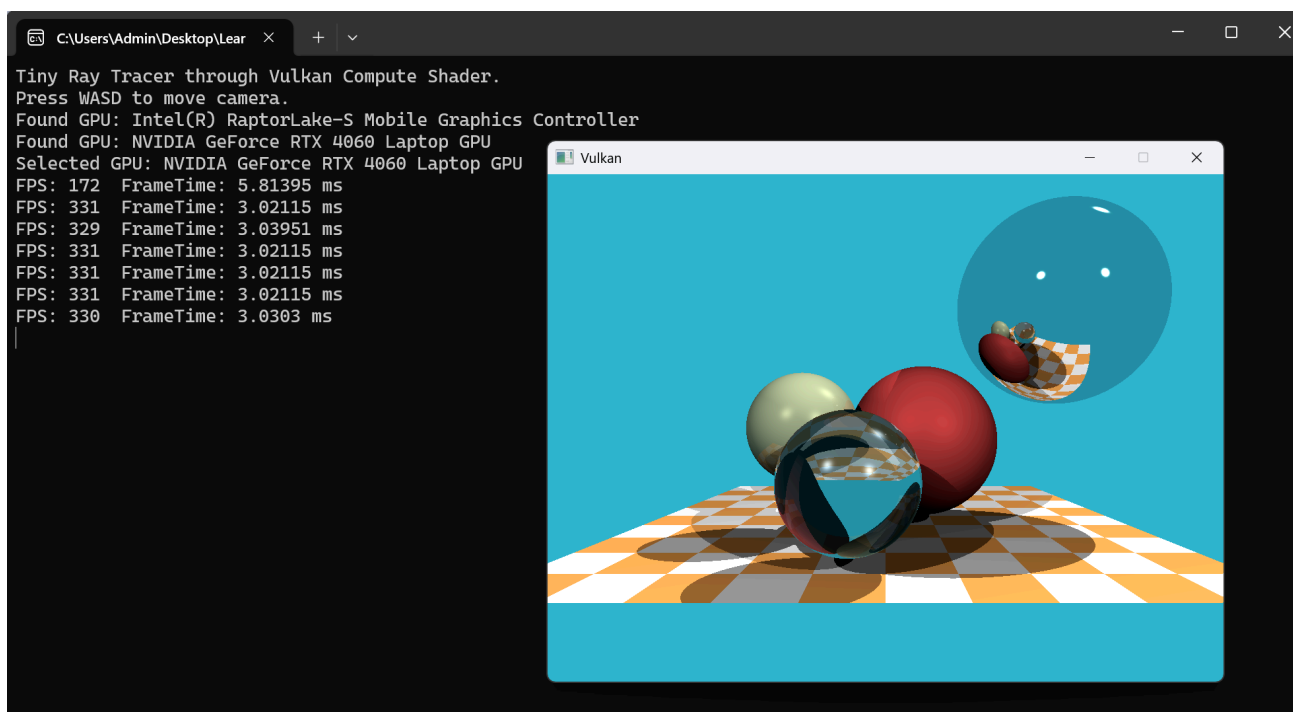 C:\Users\Admin\Desktop\Lear
Tiny Ray Tracer through Vulkan Compute Shader.
Press WASD to move camera.
Found GPU: Intel(R) RaptorLake-S Mobile Graphics Controller
Found GPU: NVIDIA GeForce RTX 4060 Laptop GPU
Selected GPU: NVIDIA GeForce RTX 4060 Laptop GPU
FPS: 172  FrameTime: 5.81395 ms
FPS: 331  FrameTime: 3.02115 ms
FPS: 329  FrameTime: 3.03951 ms
FPS: 331  FrameTime: 3.02115 ms
FPS: 331  FrameTime: 3.02115 ms
FPS: 331  FrameTime: 3.02115 ms
FPS: 330  FrameTime: 3.0303 ms
Vulkan